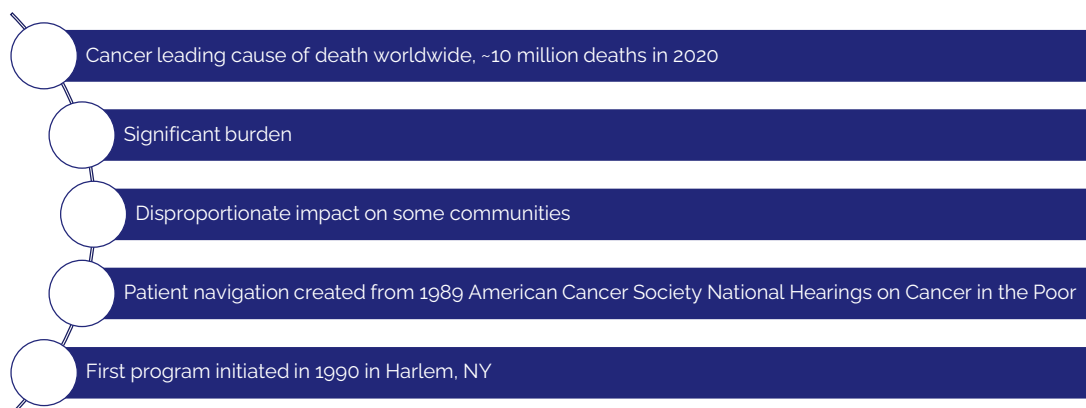 Cancer leading cause of death worldwide, ~10 million deaths in 2020
Significant burden
Disproportionate impact on some communities
Patient navigation created from 1989 American Cancer Society National Hearings on Cancer in the Poor
First program initiated in 1990 in Harlem, NY